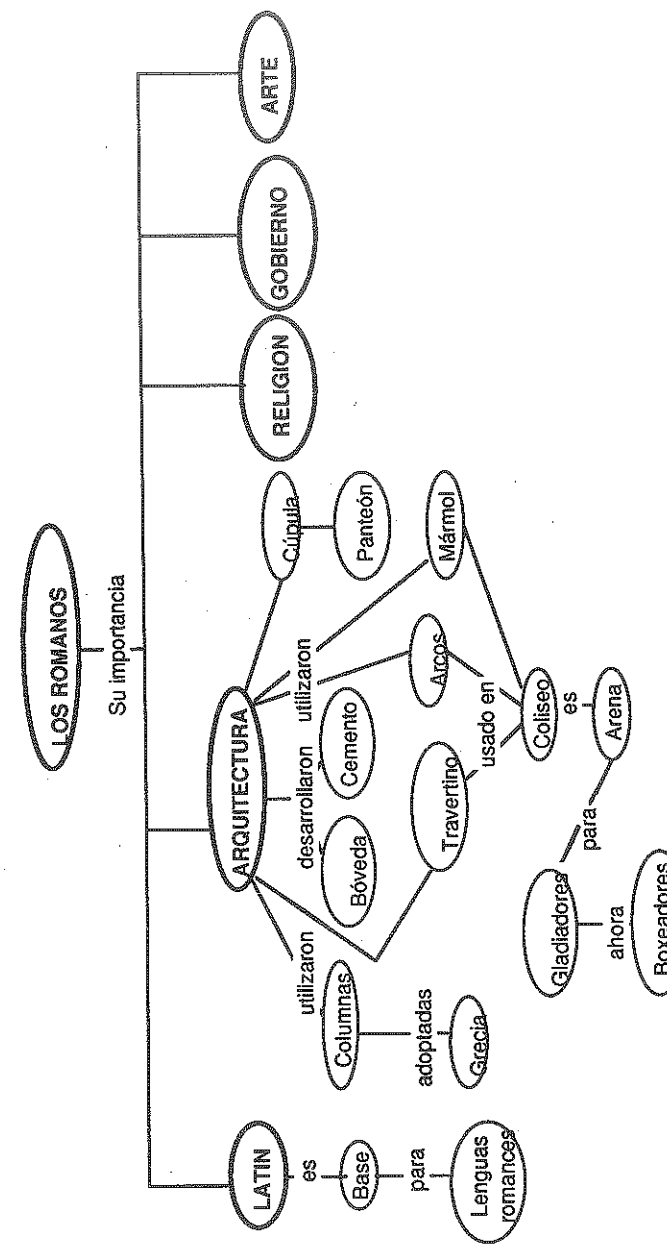 LOS ROMANOS
Su importancia
LATIN
ARQUITECTURA
RELIGION
GOBIERNO
ARTE
es
Base
para
Lenguas
romances
utilizaron
Columnas
adoptadas
Grecia
desarrollaron
Bóveda
Cemento
utilizaron
Cúpula
Panteón
Travertino
Arcos
Mármol
usado en
Coliseo
es
Arena
para
Gladiadores
ahora
Boxeadores